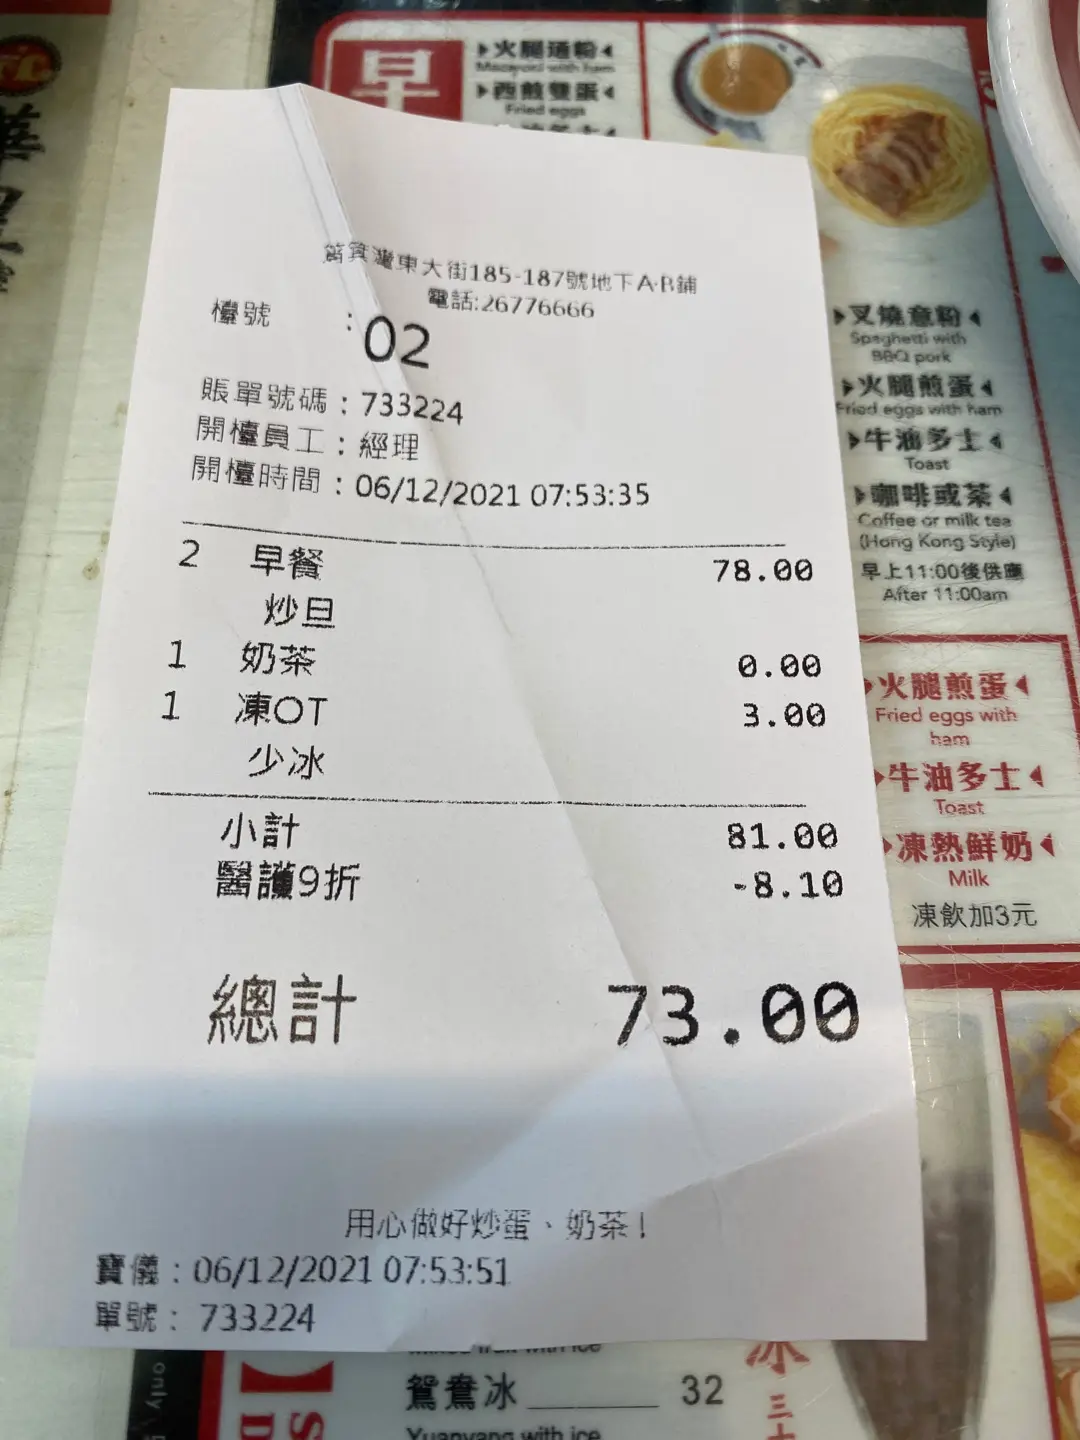 筲箕灣東大街185-187號地下A-B鋪
電話:26776666
檯號 : 02
賬單號碼 : 733224
開檯員工 : 經理
開檯時間 : 06/12/2021 07:53:35
2 早餐 78.00
炒旦
1 奶茶 0.00
1 凍OT 3.00
少冰
小計 81.00
醫護9折 -8.10
總計 73.00
用心做好炒蛋、奶茶!
寶儀 : 06/12/2021 07:53:51
單號 : 733224
早
火腿通粉
Macaroni with ham
西煎雙蛋
Fried eggs
叉燒意粉
Spaghetti with
BBQ pork
火腿煎蛋
Fried eggs with ham
牛油多士
Toast
咖啡或茶
Coffee or milk tea
(Hong Kong Style)
早上11:00後供應
After 11:00am
火腿煎蛋
Fried eggs with
ham
牛油多士
Toast
凍熱鮮奶
Milk
凍飲加3元
鴛鴦冰 32
Yuanyang with ice
冰
only